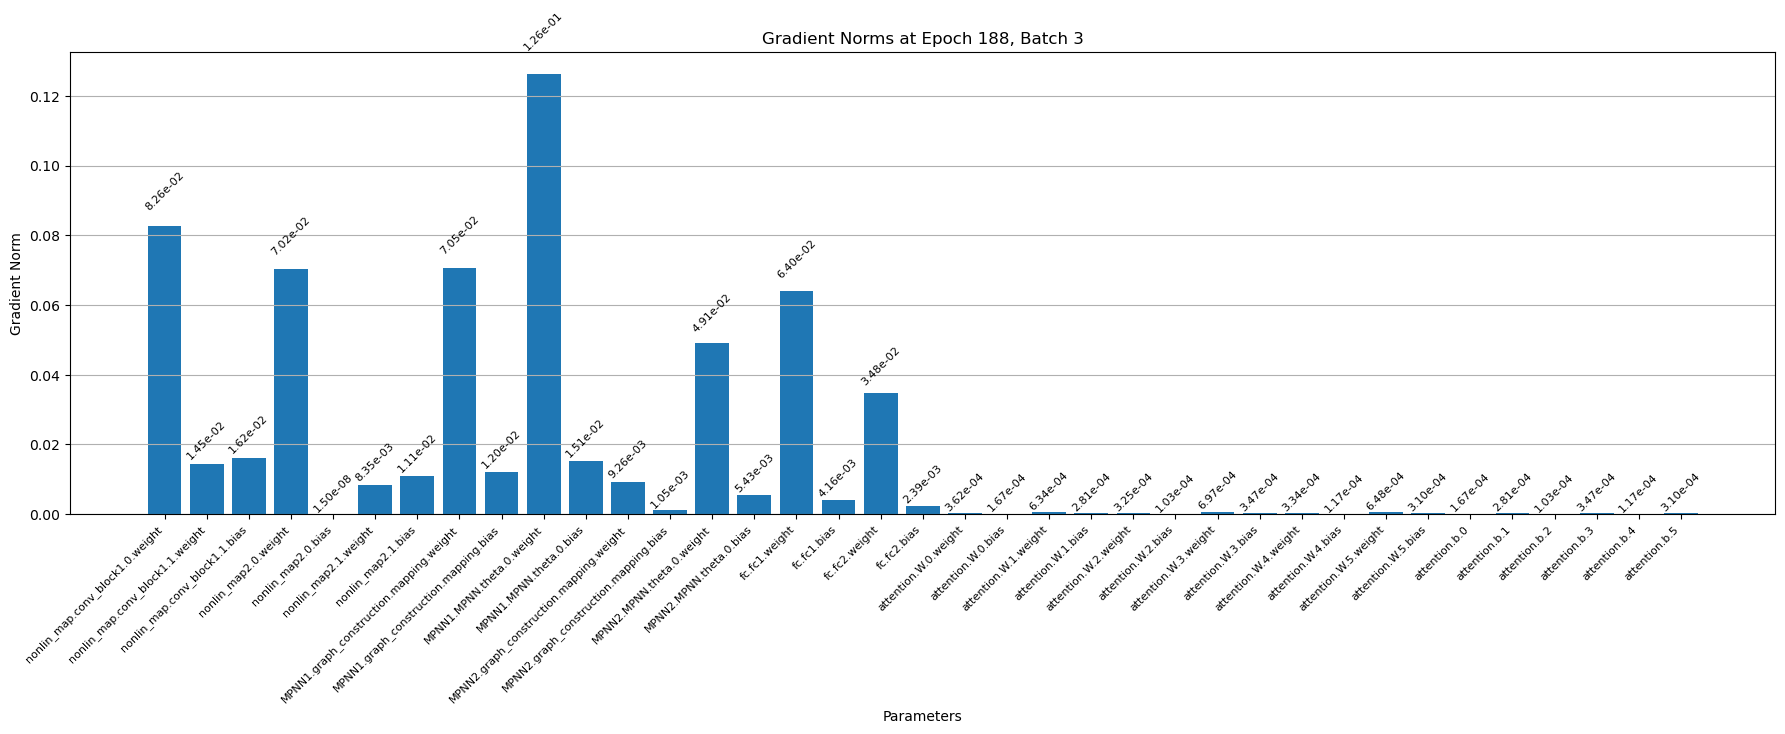 Gradient Norms at Epoch 188, Batch 3
Gradient Norm
0.12
0.10
0.08
0.06
0.04
0.02
0.00
8.26e-02
1.45e-02
1.62e-02
7.02e-02
1.50e-08
8.35e-03
1.11e-02
7.05e-02
1.20e-02
1.26e-01
1.51e-02
9.26e-03
1.05e-03
4.91e-02
5.43e-03
6.40e-02
4.16e-03
3.48e-02
2.39e-03
3.62e-04
1.67e-04
6.34e-04
2.81e-04
3.25e-04
1.03e-04
6.97e-04
3.47e-04
3.34e-04
1.17e-04
6.48e-04
3.10e-04
1.67e-04
2.81e-04
1.03e-04
3.47e-04
1.17e-04
3.10e-04
nonlin_map.conv_block1.0.weight
nonlin_map.conv_block1.1.weight
nonlin_map.conv_block1.1.bias
nonlin_map2.0.weight
nonlin_map2.0.bias
nonlin_map2.1.weight
nonlin_map2.1.bias
MPNN1.graph_construction.mapping.weight
MPNN1.graph_construction.mapping.bias
MPNN1.MPNN.theta.0.weight
MPNN1.MPNN.theta.0.bias
MPNN2.graph_construction.mapping.weight
MPNN2.graph_construction.mapping.bias
MPNN2.MPNN.theta.0.weight
MPNN2.MPNN.theta.0.bias
fc.fc1.weight
fc.fc1.bias
fc.fc2.weight
fc.fc2.bias
attention.W.0.weight
attention.W.0.bias
attention.W.1.weight
attention.W.1.bias
attention.W.2.weight
attention.W.2.bias
attention.W.3.weight
attention.W.3.bias
attention.W.4.weight
attention.W.4.bias
attention.W.5.weight
attention.W.5.bias
attention.b.0
attention.b.1
attention.b.2
attention.b.3
attention.b.4
attention.b.5
Parameters